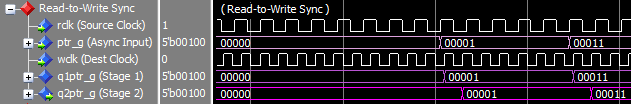 Read-to-Write Sync (Read-to-Write Sync )
rclk (Source Clock) 1
ptr_g (Async Input) 5'b00100 00000 00001 00011
wclk (Dest Clock) 0
q1ptr_g (Stage 1) 5'b00100 00000 00001 00011
q2ptr_g (Stage 2) 5'b00100 00000 00001 00011